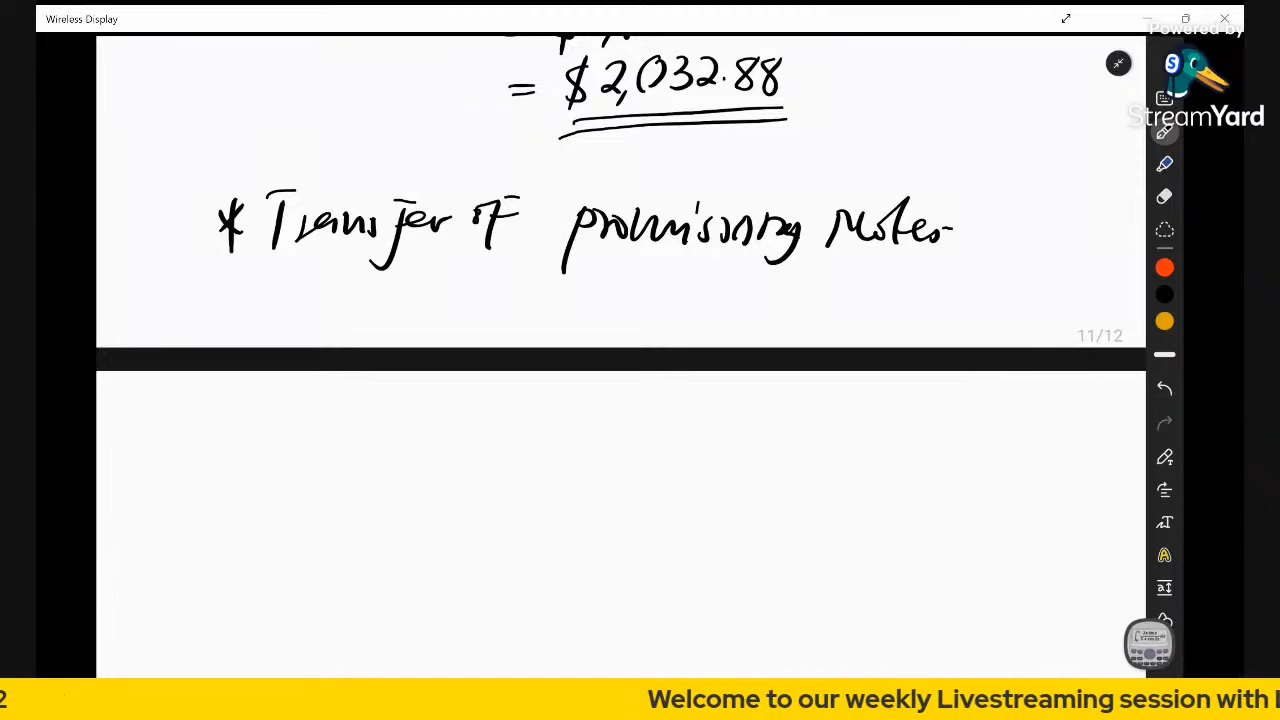 Wireless Display
Powered by
StreamYard
= $2,032.88
* Transfer of promissory Notes-
11/12
2
Welcome to our weekly Livestreaming session with